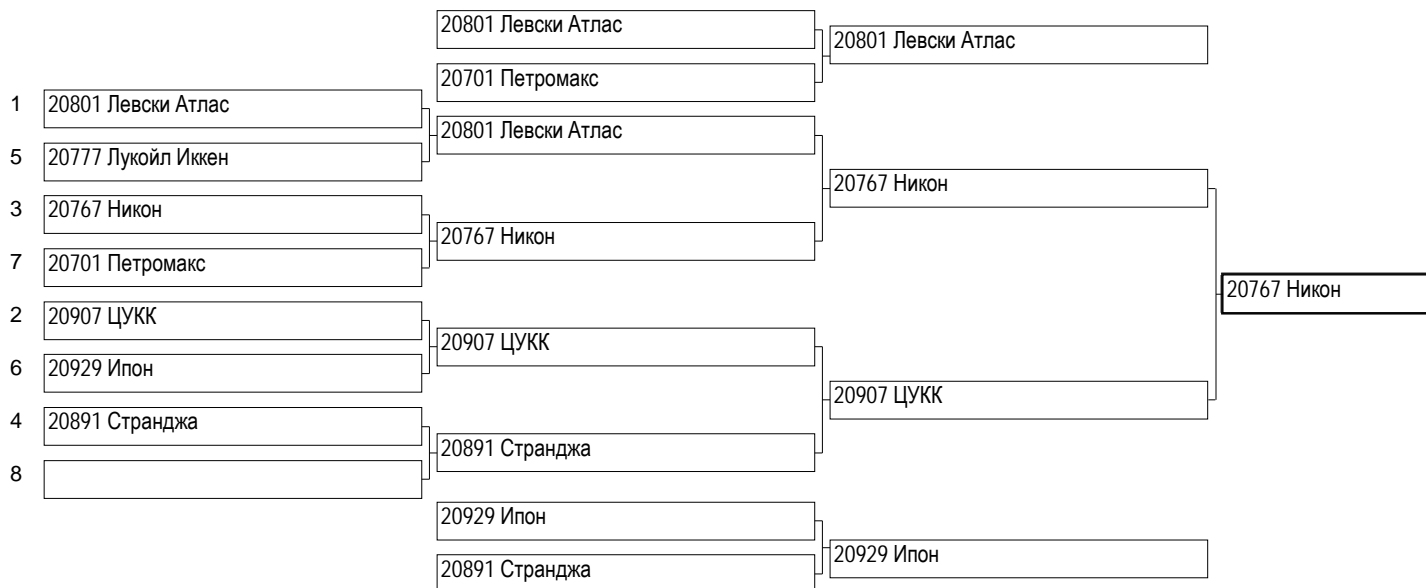 20801 Левски Атлас
20801 Левски Атлас
20701 Петромакс
1 20801 Левски Атлас
20801 Левски Атлас
5 20777 Лукойл Иккен
20767 Никон
3 20767 Никон
20767 Никон
7 20701 Петромакс
20767 Никон
2 20907 ЦУКК
20907 ЦУКК
6 20929 Ипон
20907 ЦУКК
4 20891 Странджа
20891 Странджа
8
20929 Ипон
20929 Ипон
20891 Странджа